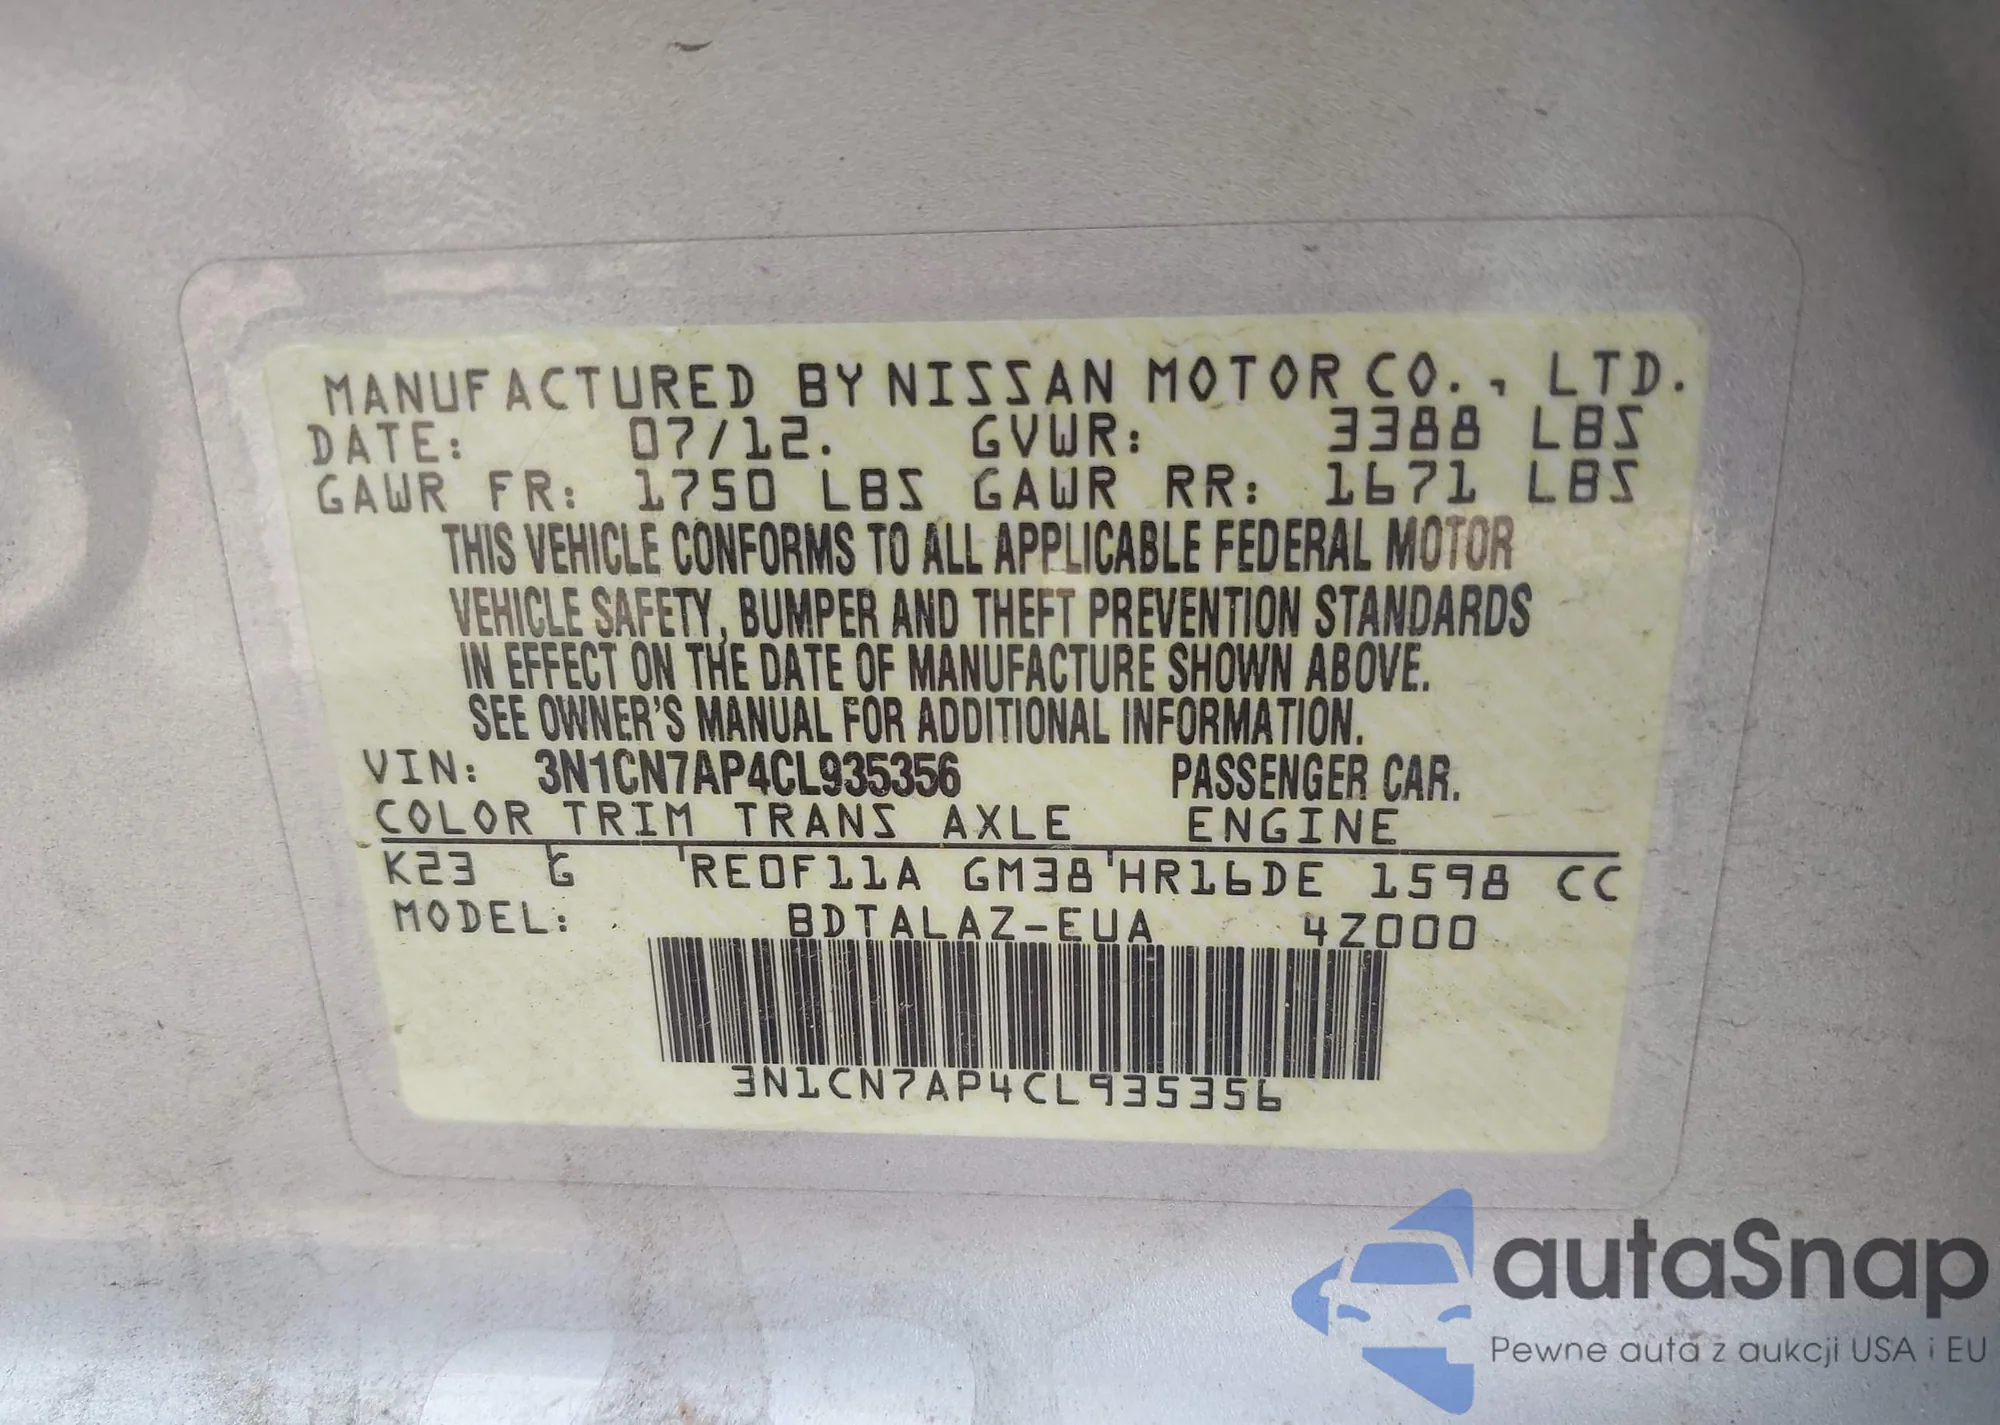 MANUFACTURED BY NISSAN MOTOR CO., LTD.
DATE: 07/12. GVWR: 3388 LBS
GAWR FR: 1750 LBS GAWR RR: 1671 LBS
THIS VEHICLE CONFORMS TO ALL APPLICABLE FEDERAL MOTOR
VEHICLE SAFETY, BUMPER AND THEFT PREVENTION STANDARDS
IN EFFECT ON THE DATE OF MANUFACTURE SHOWN ABOVE.
SEE OWNER'S MANUAL FOR ADDITIONAL INFORMATION.
VIN: 3N1CN7AP4CL935356 PASSENGER CAR.
COLOR TRIM TRANS AXLE ENGINE
K23 G RE0F11A GM38 HR16DE 1598 CC
MODEL: BDTALAZ-EUA 4Z000
3N1CN7AP4CL935356
autaSnap
Pewne auta z aukcji USA i EU